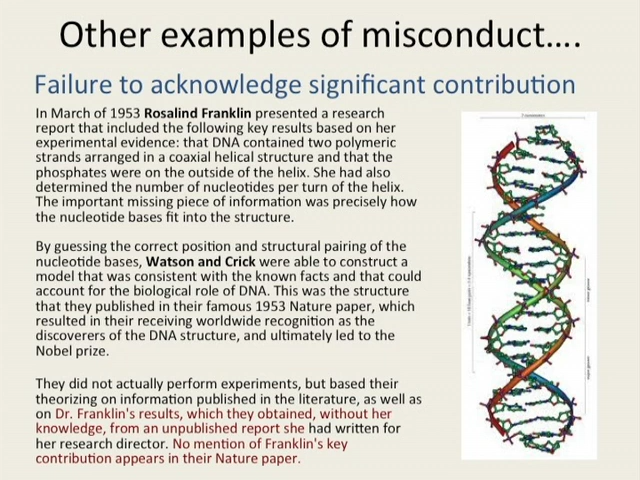 Other examples of misconduct....
Failure to acknowledge significant contribution
In March of 1953 Rosalind Franklin presented a research
report that included the following key results based on her
experimental evidence: that DNA contained two polymeric
strands arranged in a coaxial helical structure and that the
phosphates were on the outside of the helix. She had also
determined the number of nucleotides per turn of the helix.
The important missing piece of information was precisely how
the nucleotide bases fit into the structure.
By guessing the correct position and structural pairing of the
nucleotide bases, Watson and Crick were able to construct a
model that was consistent with the known facts and that could
account for the biological role of DNA. This was the structure
that they published in their famous 1953 Nature paper, which
resulted in their receiving worldwide recognition as the
discoverers of the DNA structure, and ultimately led to the
Nobel prize.
They did not actually perform experiments, but based their
theorizing on information published in the literature, as well as
on Dr. Franklin's results, which they obtained, without her
knowledge, from an unpublished report she had written for
her research director. No mention of Franklin's key
contribution appears in their Nature paper.